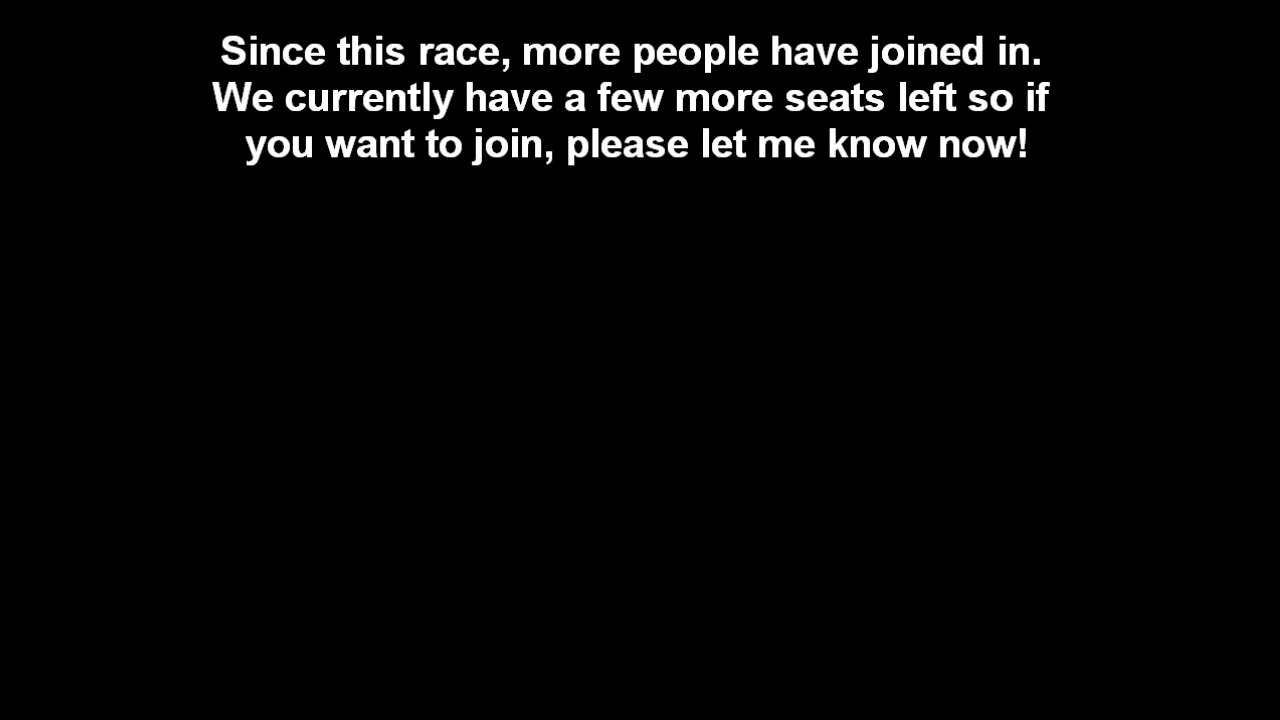 Since this race, more people have joined in.
We currently have a few more seats left so if
you want to join, please let me know now!